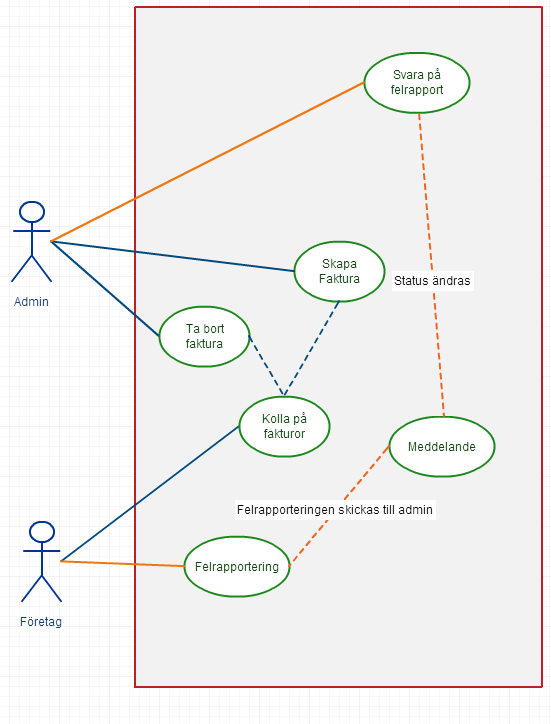 Svara på
felrapport
Skapa
Faktura
Status ändras
Admin
Ta bort
faktura
Kolla på
fakturor
Meddelande
Felrapporteringen skickas till admin
Felrapportering
Företag